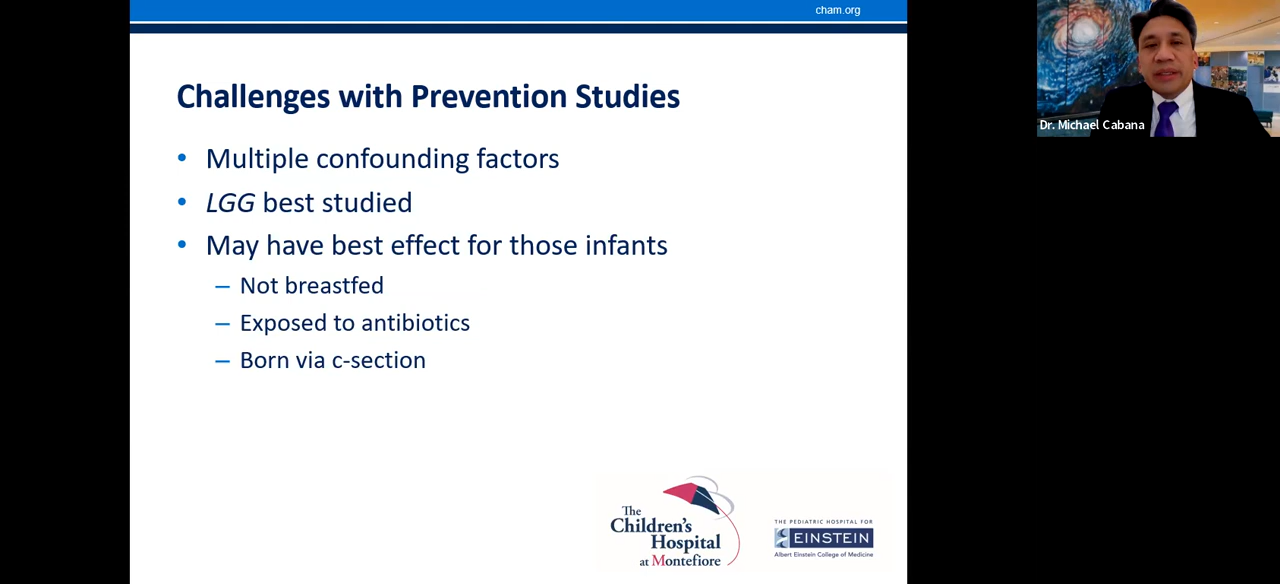 cham.org
Challenges with Prevention Studies
• Multiple confounding factors
• LGG best studied
• May have best effect for those infants
– Not breastfed
– Exposed to antibiotics
– Born via c-section
Dr. Michael Cabana
The
Children's
Hospital
at Montefiore
THE PEDIATRIC HOSPITAL FOR
EINSTEIN
Albert Einstein College of Medicine